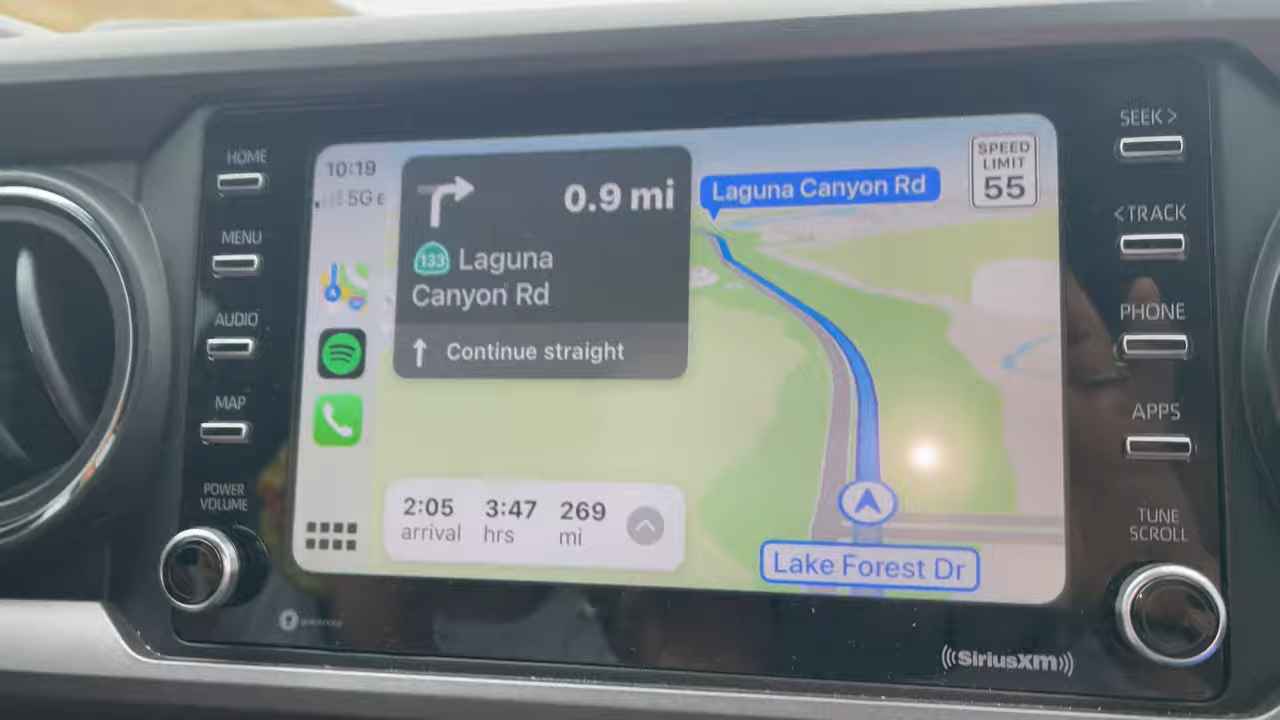 HOME
MENU
AUDIO
MAP
POWER
VOLUME
10:19
5G E
0.9 mi
133 Laguna
Canyon Rd
Continue straight
2:05 3:47 269
arrival hrs mi
Laguna Canyon Rd
SPEED
LIMIT
55
Lake Forest Dr
SEEK >
< TRACK
PHONE
APPS
TUNE
SCROLL
((SiriusXM))